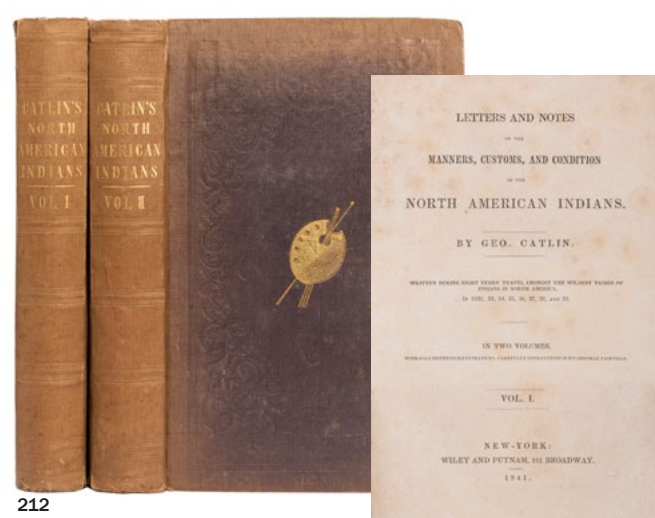 CATLIN'S
NORTH
AMERICAN
INDIANS
VOL I
CATLIN'S
NORTH
AMERICAN
INDIANS
VOL II
LETTERS AND NOTES
ON THE
MANNERS, CUSTOMS, AND CONDITION
OF THE
NORTH AMERICAN INDIANS.
BY GEO. CATLIN.
WRITTEN DURING EIGHT YEARS' TRAVEL AMONGST THE WILDEST TRIBES OF
INDIANS IN NORTH AMERICA,
IN 1832, 33, 34, 35, 36, 37, 38, AND 39.
IN TWO VOLUMES,
VOL. I.
NEW-YORK:
WILEY AND PUTNAM, 161 BROADWAY.
1841.
212